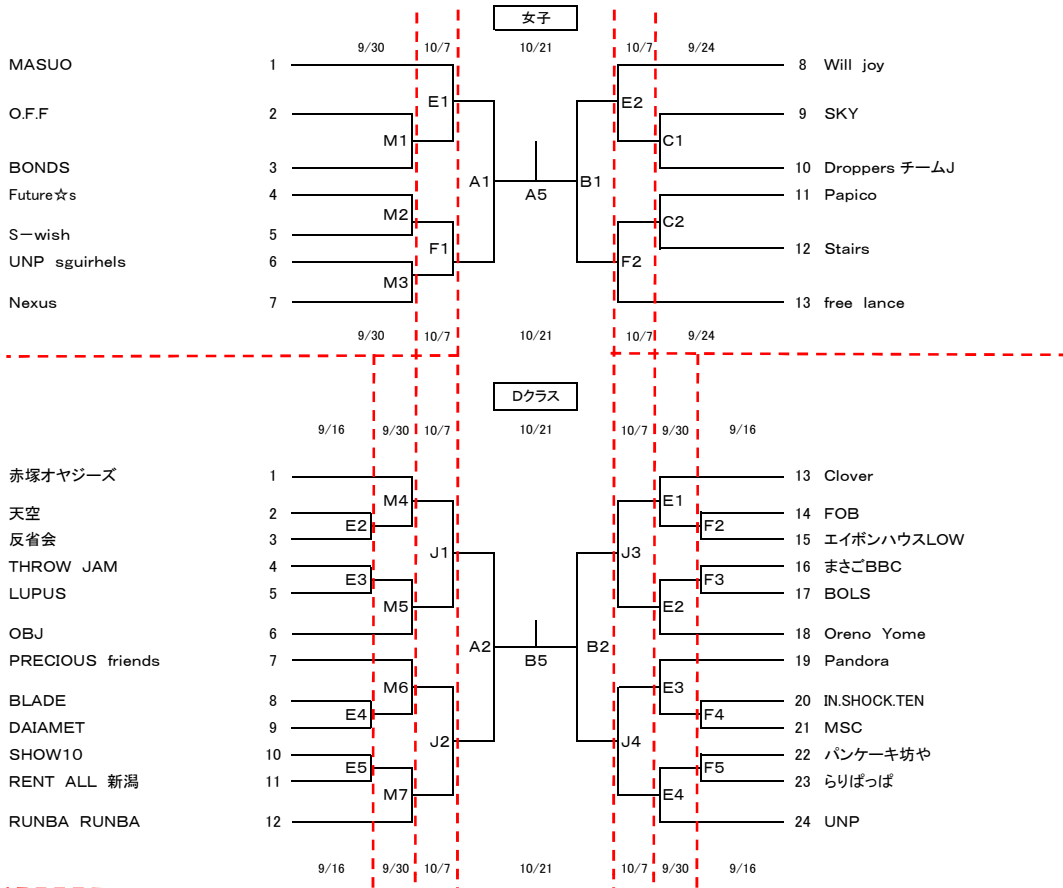 女子
9/30 10/7 10/21 10/7 9/24
MASUO 1 8 Will joy
E1 E2
O.F.F 2 9 SKY
M1 C1
BONDS 3 10 Droppers チームJ
A1 A5 B1
Future☆s 4 11 Papico
M2 C2
S－wish 5 12 Stairs
F1 F2
UNP sguirhels 6
M3
Nexus 7 13 free lance
9/30 10/7 10/21 10/7 9/24
Dクラス
9/16 9/30 10/7 10/21 10/7 9/30 9/16
赤塚オヤジーズ 1 13 Clover
M4 E1
天空 2 14 FOB
E2 F2
反省会 3 15 エイボンハウスLOW
J1 J3
THROW JAM 4 16 まさごBBC
E3 F3
LUPUS 5 17 BOLS
M5 E2
OBJ 6 18 Oreno Yome
A2 B5 B2
PRECIOUS friends 7 19 Pandora
M6 E3
BLADE 8 20 IN.SHOCK.TEN
E4 F4
DAIAMET 9 21 MSC
J2 J4
SHOW10 10 22 パンケーキ坊や
E5 F5
RENT ALL 新潟 11 23 らりぱっぱ
M7 E4
RUNBA RUNBA 12 24 UNP
9/16 9/30 10/7 10/21 10/7 9/30 9/16